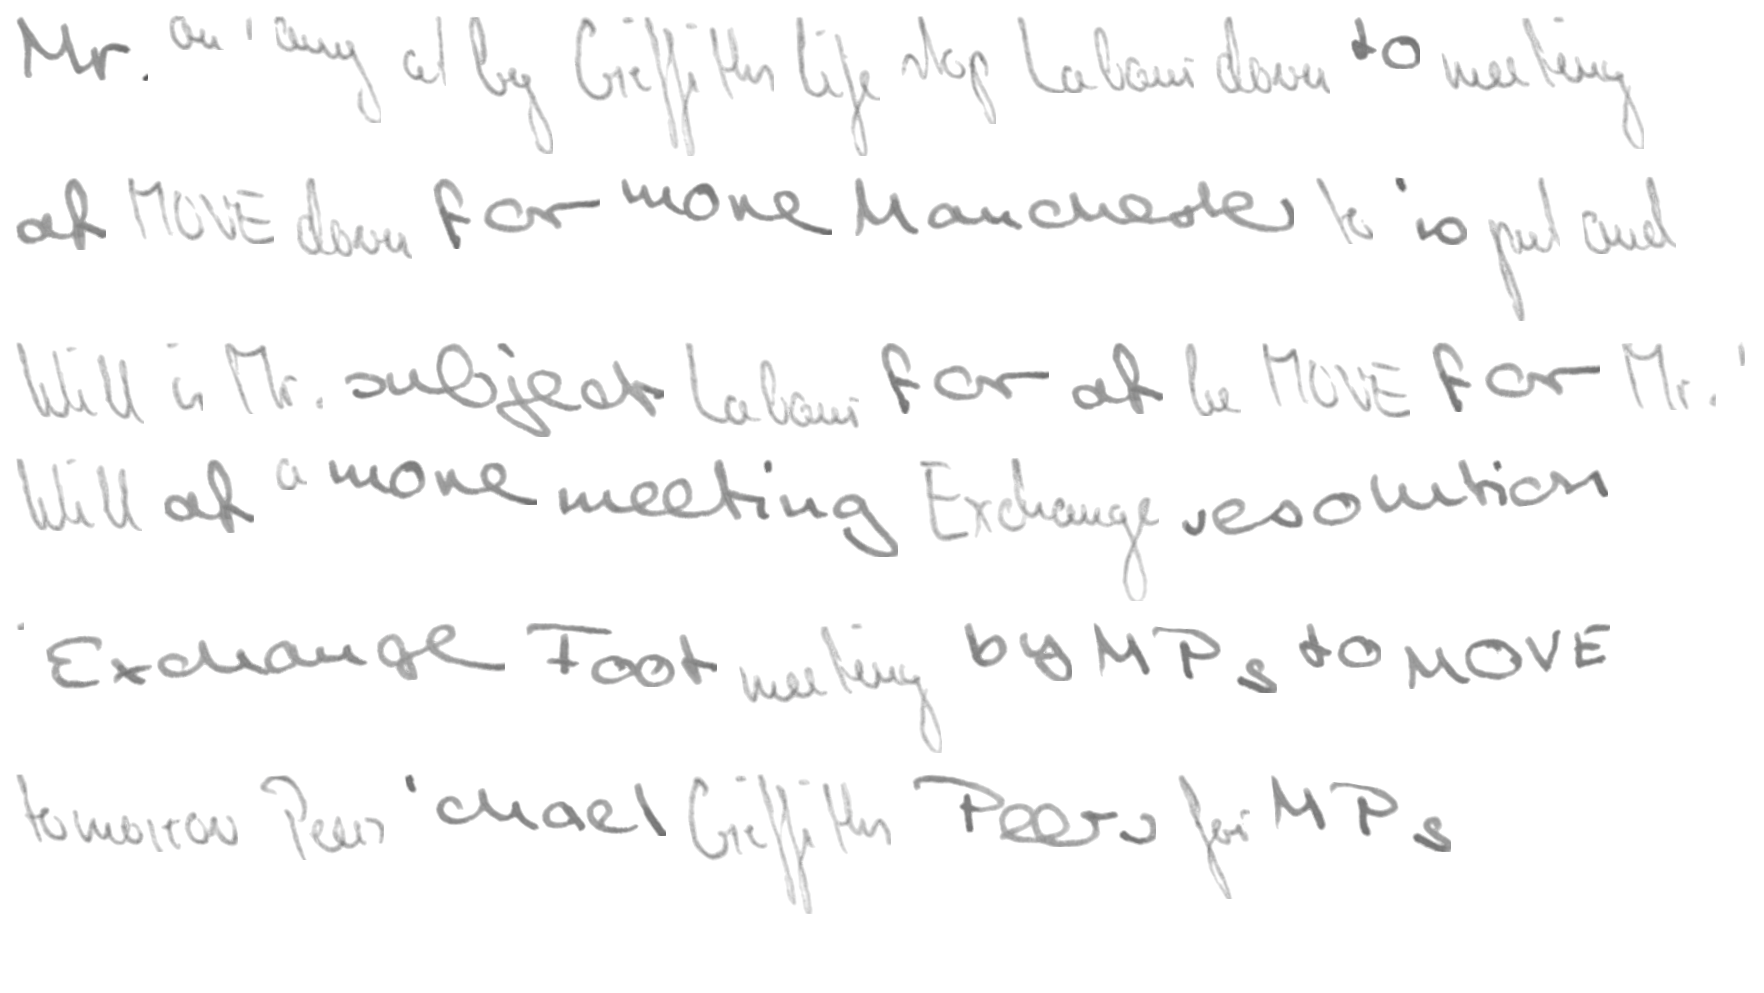 Mr. on ' any at by Griffiths Life stop Labour down to meeting
at MOVE down for more Manchester to is put and
Will is Mr. subject Labour for at be MOVE for Mr. '
Will at a more meeting Exchange resolution
Exchange Foot meeting by MPs to MOVE
tomorrow Peers ' Griffiths Peers for MPs